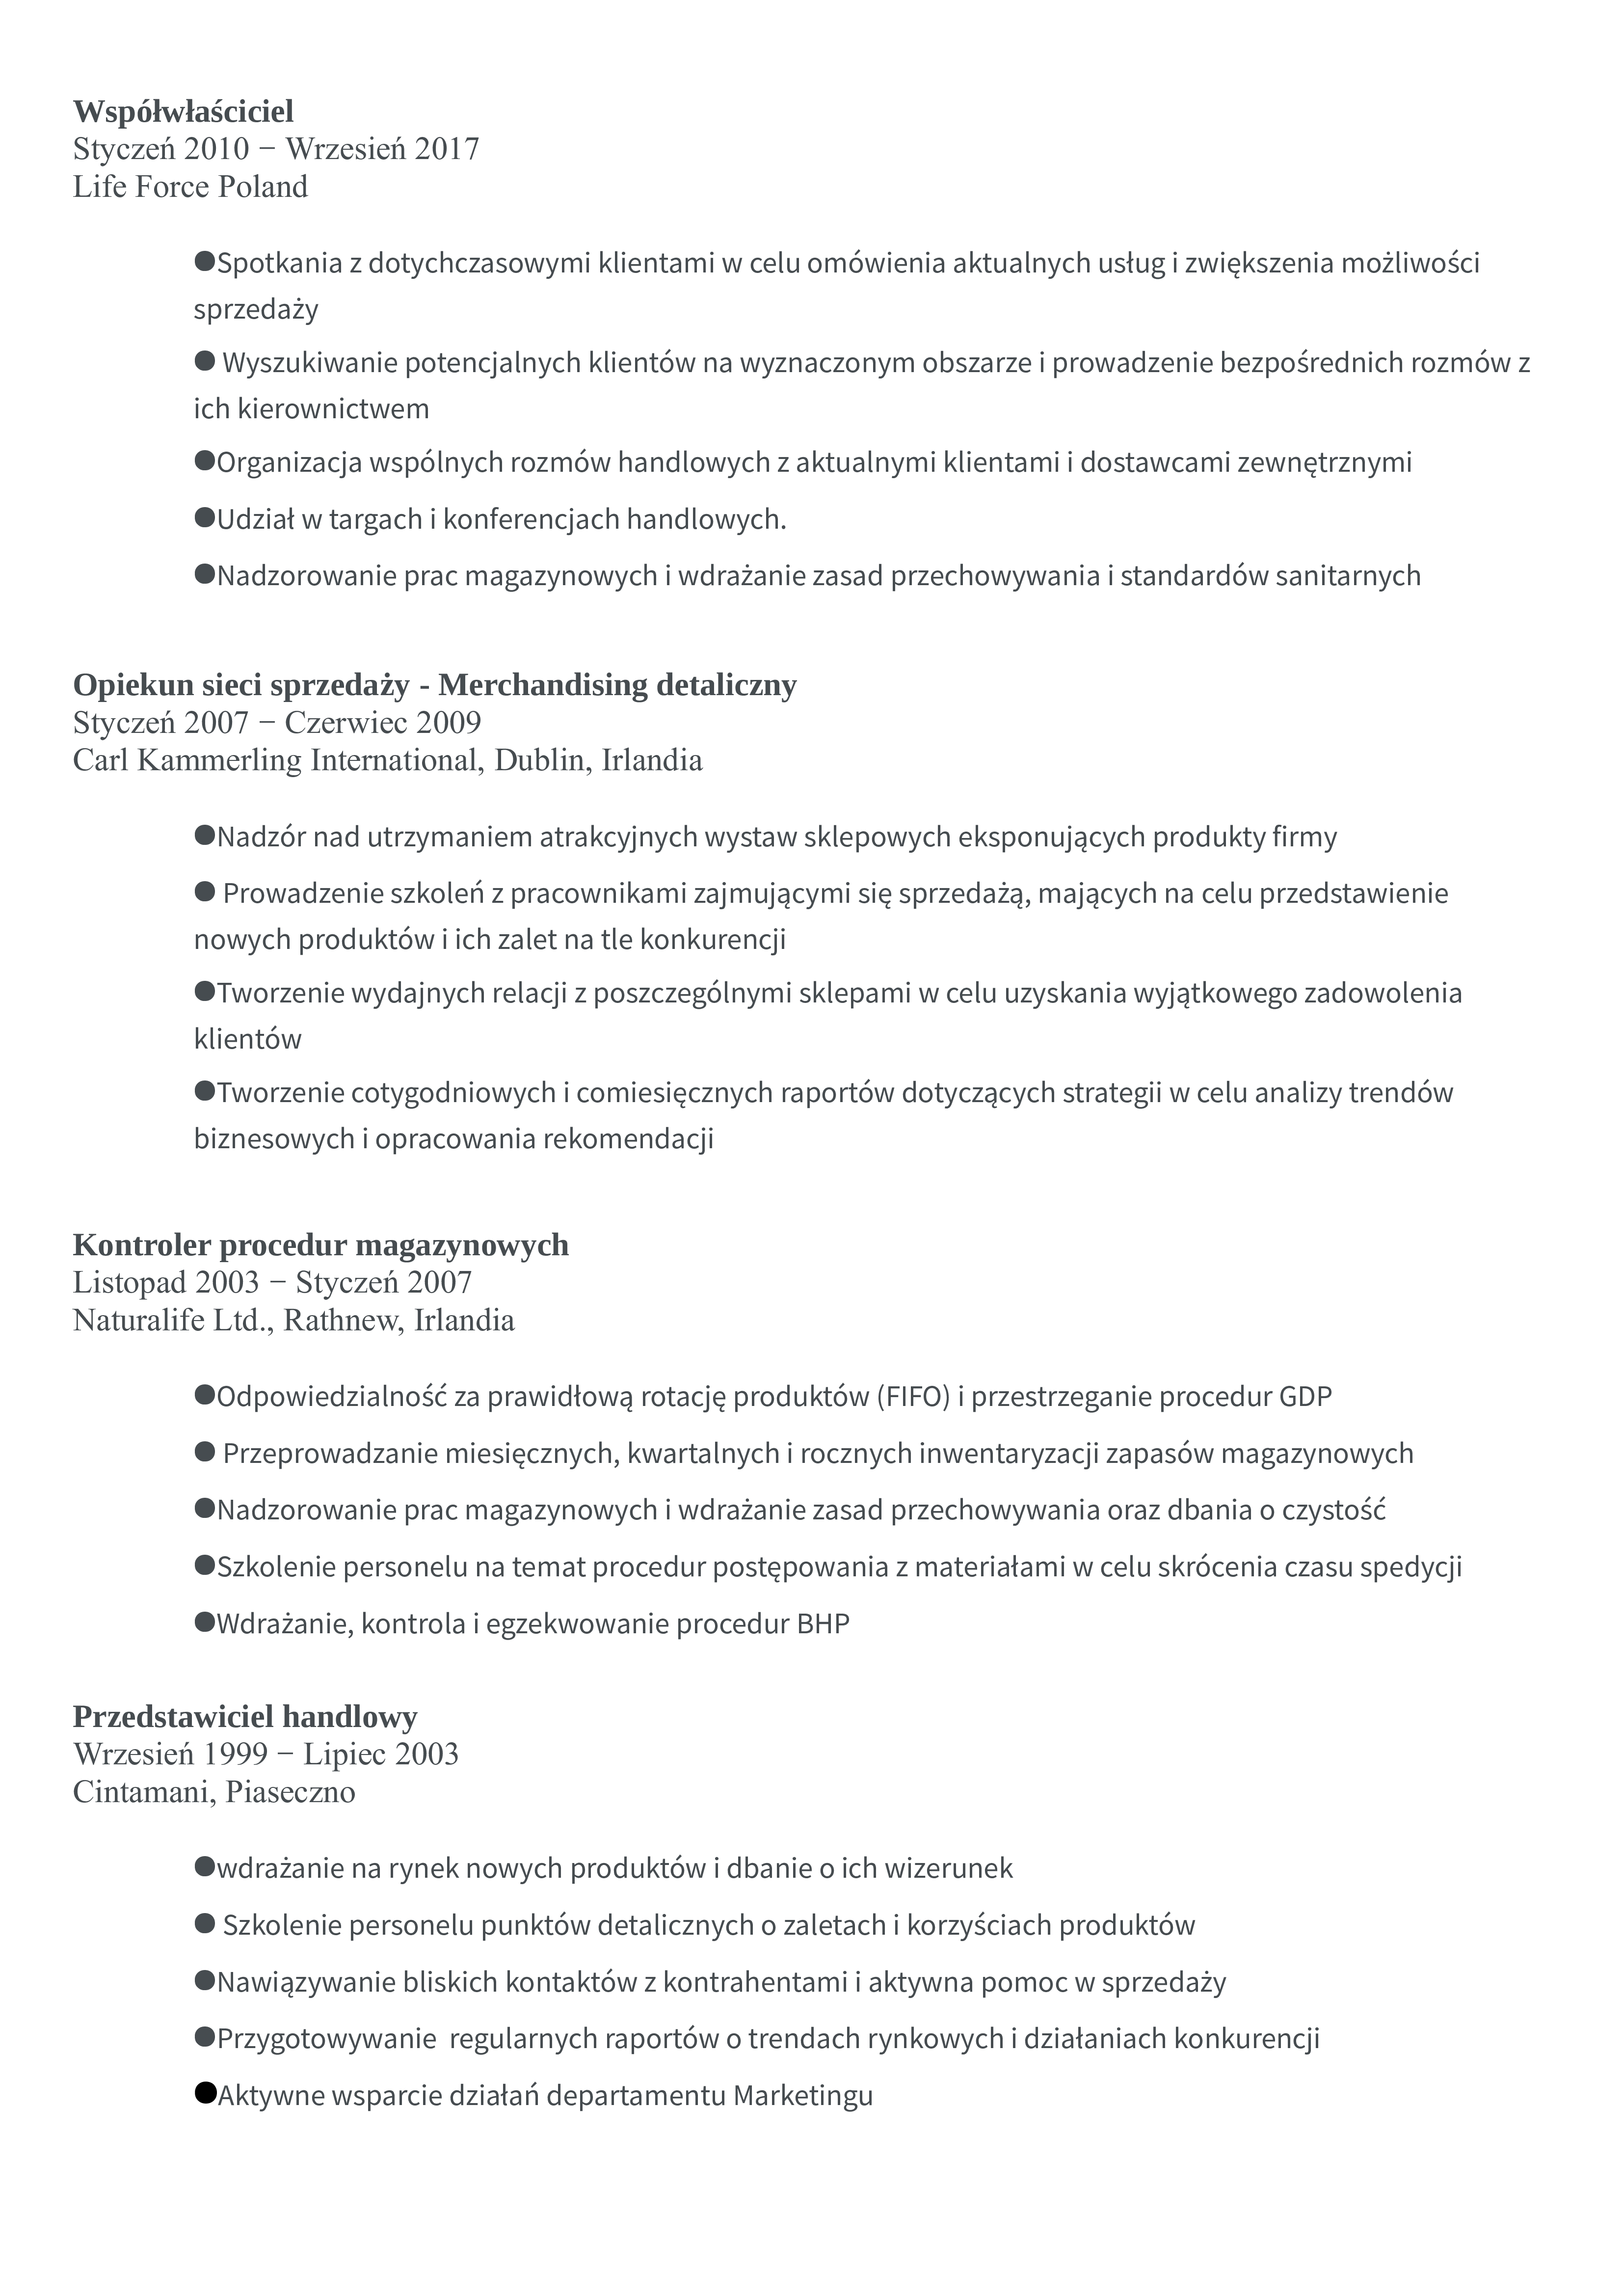 Współwłaściciel
Styczeń 2010 − Wrzesień 2017
Life Force Poland
●Spotkania z dotychczasowymi klientami w celu omówienia aktualnych usług i zwiększenia możliwości
sprzedaży
● Wyszukiwanie potencjalnych klientów na wyznaczonym obszarze i prowadzenie bezpośrednich rozmów z
ich kierownictwem
●Organizacja wspólnych rozmów handlowych z aktualnymi klientami i dostawcami zewnętrznymi
●Udział w targach i konferencjach handlowych.
●Nadzorowanie prac magazynowych i wdrażanie zasad przechowywania i standardów sanitarnych
Opiekun sieci sprzedaży - Merchandising detaliczny
Styczeń 2007 − Czerwiec 2009
Carl Kammerling International, Dublin, Irlandia
●Nadzór nad utrzymaniem atrakcyjnych wystaw sklepowych eksponujących produkty firmy
● Prowadzenie szkoleń z pracownikami zajmującymi się sprzedażą, mających na celu przedstawienie
nowych produktów i ich zalet na tle konkurencji
●Tworzenie wydajnych relacji z poszczególnymi sklepami w celu uzyskania wyjątkowego zadowolenia
klientów
●Tworzenie cotygodniowych i comiesięcznych raportów dotyczących strategii w celu analizy trendów
biznesowych i opracowania rekomendacji
Kontroler procedur magazynowych
Listopad 2003 − Styczeń 2007
Naturalife Ltd., Rathnew, Irlandia
●Odpowiedzialność za prawidłową rotację produktów (FIFO) i przestrzeganie procedur GDP
● Przeprowadzanie miesięcznych, kwartalnych i rocznych inwentaryzacji zapasów magazynowych
●Nadzorowanie prac magazynowych i wdrażanie zasad przechowywania oraz dbania o czystość
●Szkolenie personelu na temat procedur postępowania z materiałami w celu skrócenia czasu spedycji
●Wdrażanie, kontrola i egzekwowanie procedur BHP
Przedstawiciel handlowy
Wrzesień 1999 − Lipiec 2003
Cintamani, Piaseczno
●wdrażanie na rynek nowych produktów i dbanie o ich wizerunek
● Szkolenie personelu punktów detalicznych o zaletach i korzyściach produktów
●Nawiązywanie bliskich kontaktów z kontrahentami i aktywna pomoc w sprzedaży
●Przygotowywanie  regularnych raportów o trendach rynkowych i działaniach konkurencji
●Aktywne wsparcie działań departamentu Marketingu